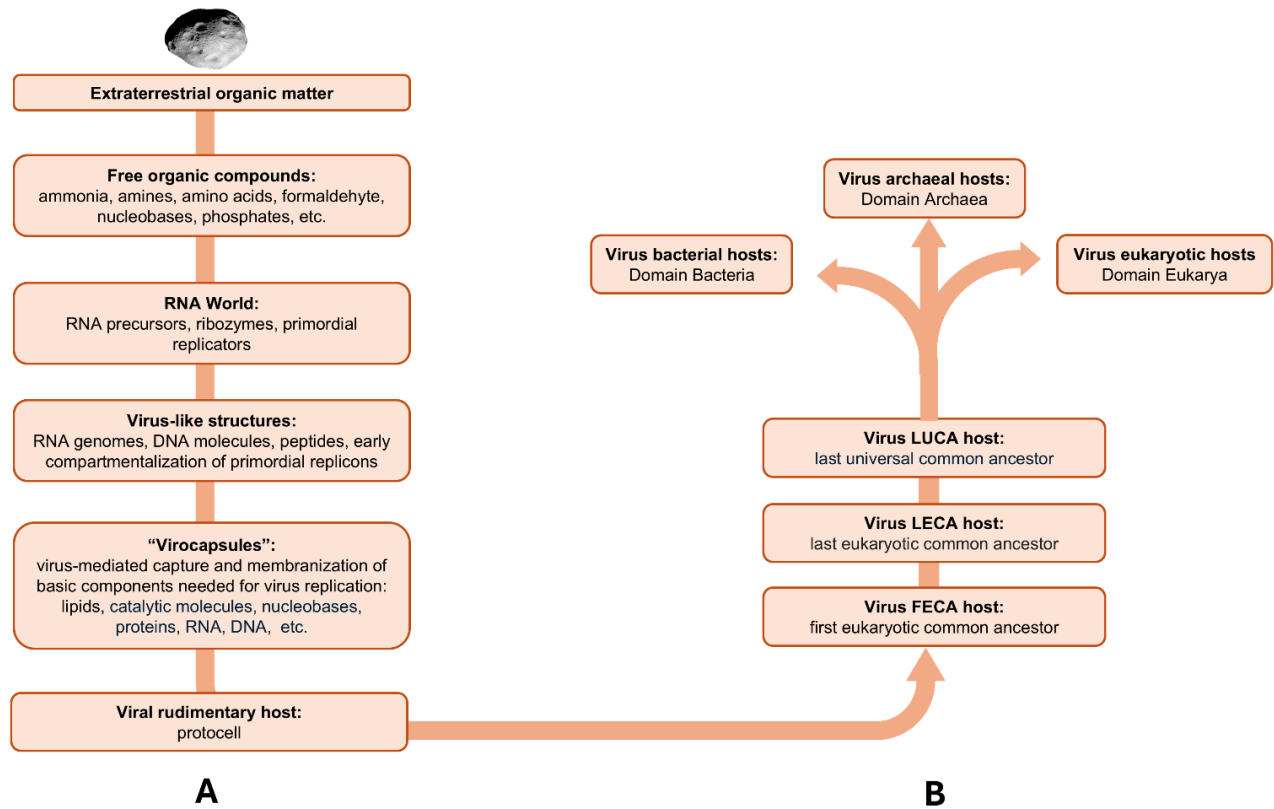 Extraterrestrial organic matter
Free organic compounds:
ammonia, amines, amino acids, formaldehyte,
nucleobases, phosphates, etc.
RNA World:
RNA precursors, ribozymes, primordial
replicators
Virus-like structures:
RNA genomes, DNA molecules, peptides, early
compartmentalization of primordial replicons
“Virocapsules”:
virus-mediated capture and membranization of
basic components needed for virus replication:
lipids, catalytic molecules, nucleobases,
proteins, RNA, DNA, etc.
Viral rudimentary host:
protocell
A
Virus archaeal hosts:
Domain Archaea
Virus bacterial hosts:
Domain Bacteria
Virus eukaryotic hosts
Domain Eukarya
Virus LUCA host:
last universal common ancestor
Virus LECA host:
last eukaryotic common ancestor
Virus FECA host:
first eukaryotic common ancestor
B